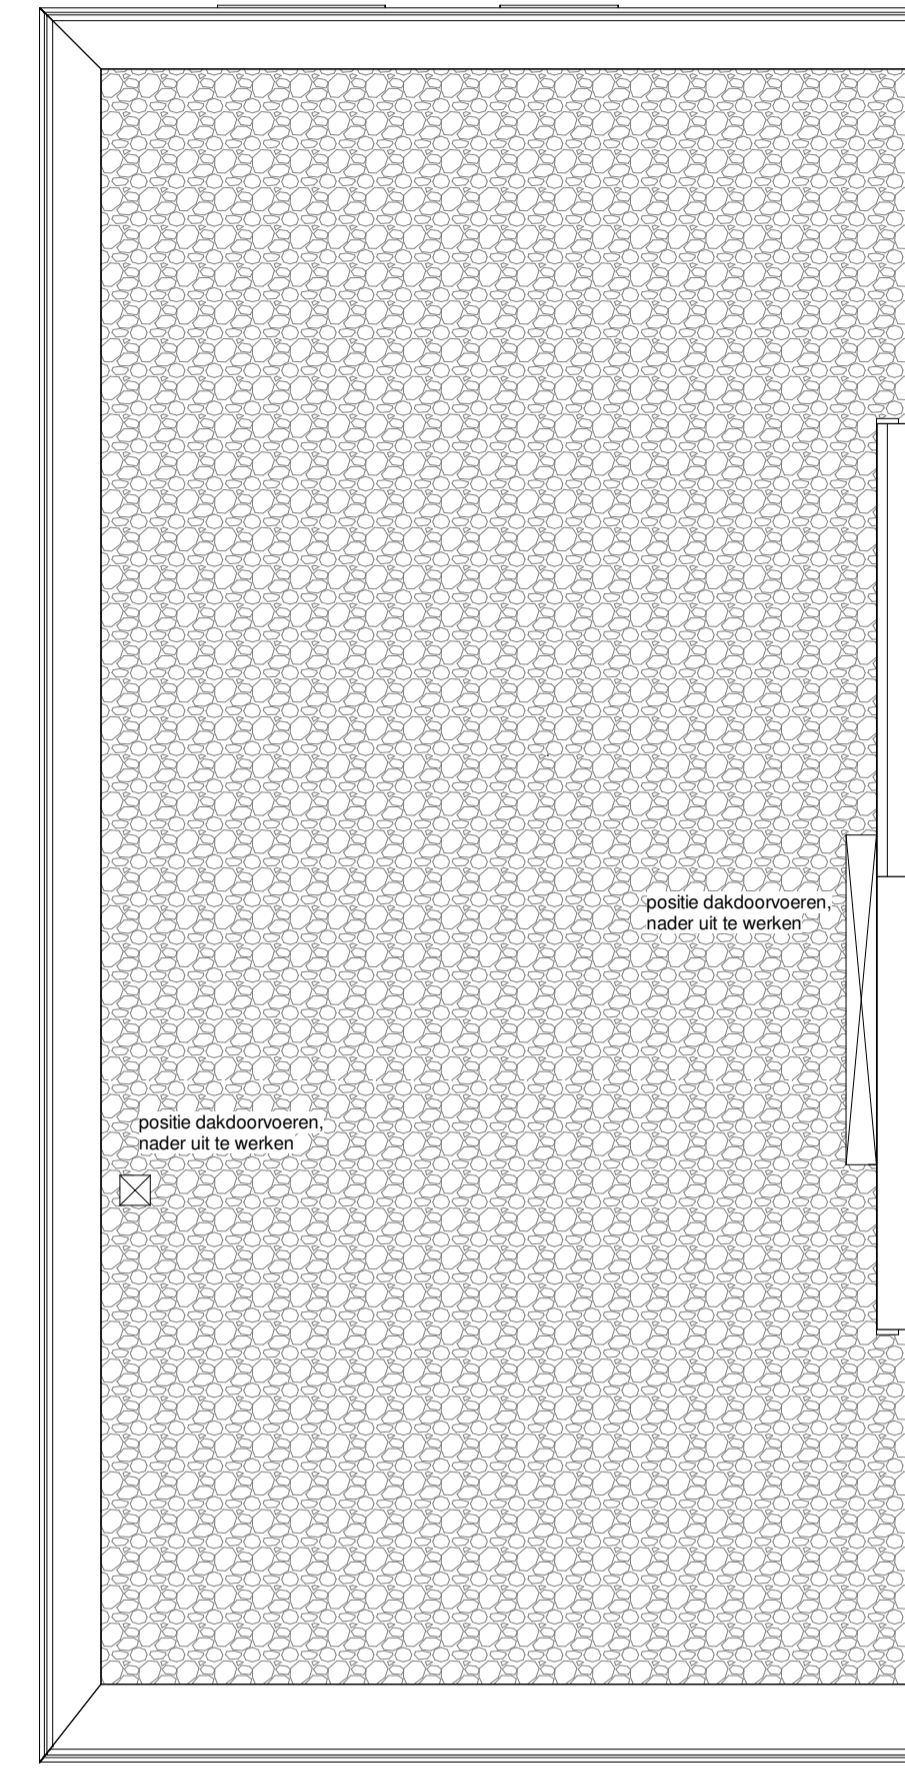 positie dakdoorvoeren,
nader uit te werken
positie dakdoorvoeren,
nader uit te werken